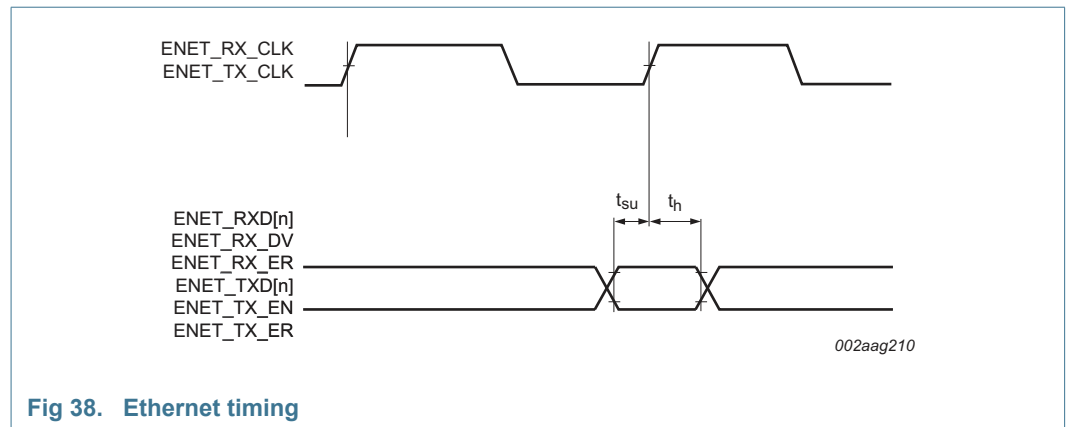 ENET_RX_CLK
ENET_TX_CLK
tsu
th
ENET_RXD[n]
ENET_RX_DV
ENET_RX_ER
ENET_TXD[n]
ENET_TX_EN
ENET_TX_ER
002aag210
Fig 38. Ethernet timing